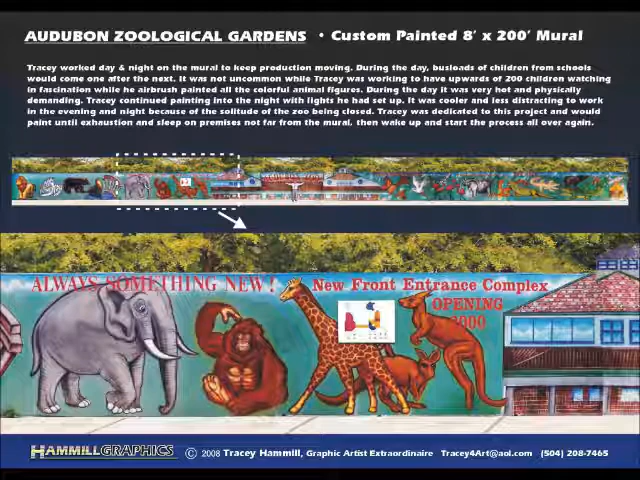 AUDUBON ZOOLOGICAL GARDENS • Custom Painted 8' x 200' Mural
Tracey worked day & night on the mural to keep production moving. During the day, busloads of children from schools
would come one after the next. It was not uncommon while Tracey was working to have upwards of 200 children watching
in fascination while he airbrush painted all the colorful animal figures. During the day it was very hot and physically
demanding. Tracey continued painting into the night with lights he had set up. It was cooler and less distracting to work
in the evening and night because of the solitude of the zoo being closed. Tracey was dedicated to this project and would
paint until exhaustion and sleep on premises not far from the mural, then wake up and start the process all over again.
ALWAYS SOMETHING NEW!
New Front Entrance Complex
OPENING
2000
HAMMILLGRAPHICS © 2008 Tracey Hammill, Graphic Artist Extraordinaire Tracey4Art@aol.com (504) 208-7465